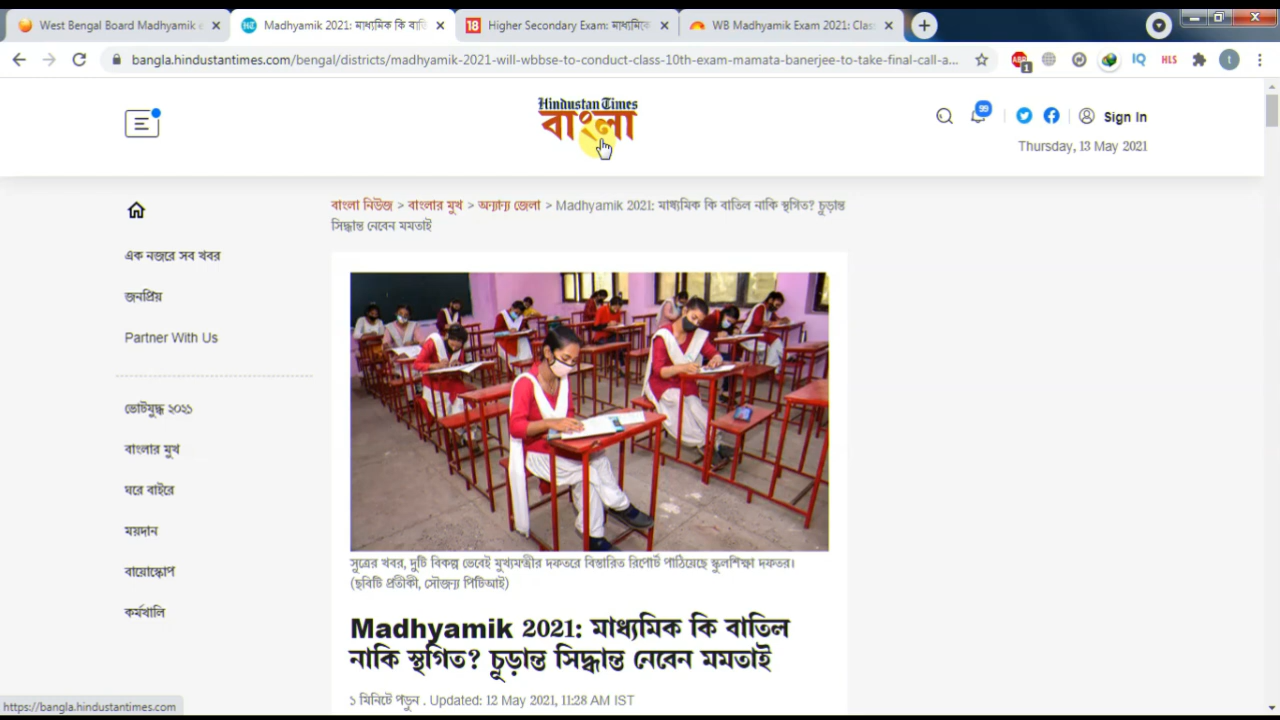 West Bengal Board Madhyamik e
Madhyamik 2021: মাধ্যমিক কি বাতি
Higher Secondary Exam: মাধ্যমিকে
WB Madhyamik Exam 2021: Clas
bangla.hindustantimes.com/bengal/districts/madhyamik-2021-will-wbbse-to-conduct-class-10th-exam-mamata-banerjee-to-take-final-call-a...
Hindustan Times
বাংলা
99
Sign In
Thursday, 13 May 2021
বাংলা নিউজ > বাংলার মুখ > অন্যান্য জেলা > Madhyamik 2021: মাধ্যমিক কি বাতিল নাকি স্থগিত? চূড়ান্ত
সিদ্ধান্ত নেবেন মমতাই
এক নজরে সব খবর
জনপ্রিয়
Partner With Us
ভোটযুদ্ধ ২০২১
বাংলার মুখ
ঘরে বাইরে
ময়দান
বায়োস্কোপ
কর্মখালি
সূত্রের খবর, দুটি বিকল্প ভেবেই মুখ্যমন্ত্রীর দফতরে বিস্তারিত রিপোর্ট পাঠিয়েছে স্কুলশিক্ষা দফতর।
(ছবিটি প্রতীকী, সৌজন্য পিটিআই)
Madhyamik 2021: মাধ্যমিক কি বাতিল
নাকি স্থগিত? চূড়ান্ত সিদ্ধান্ত নেবেন মমতাই
১ মিনিটে পড়ুন . Updated: 12 May 2021, 11:28 AM IST
https://bangla.hindustantimes.com